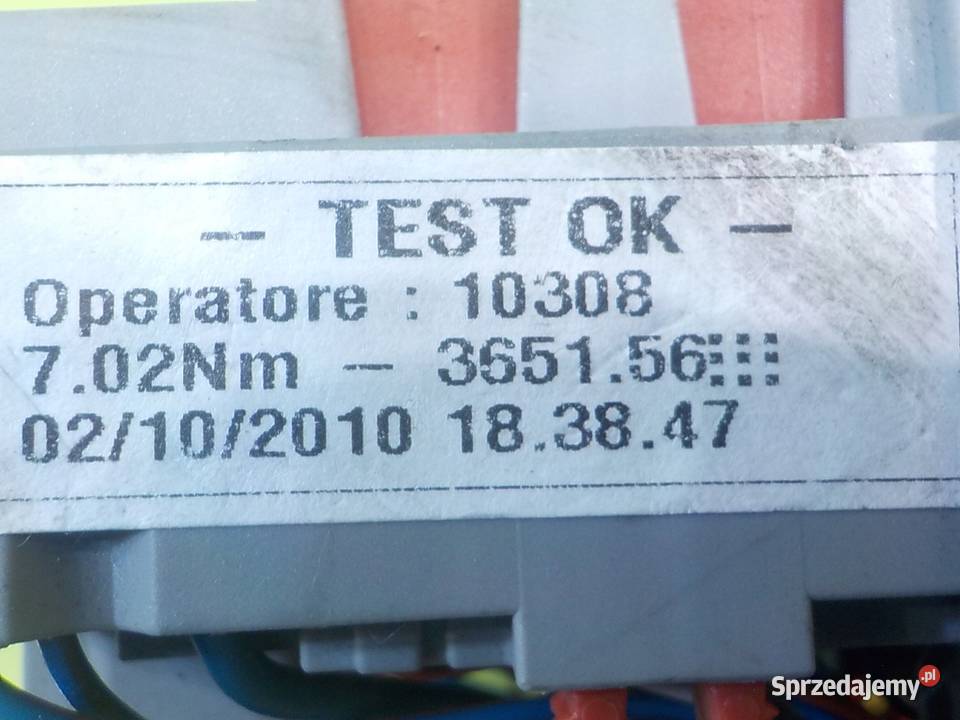 - TEST OK -
Operatore : 10308
7.02Nm - 3651.56
02/10/2010 18.38.47
Sprzedajemy.pl